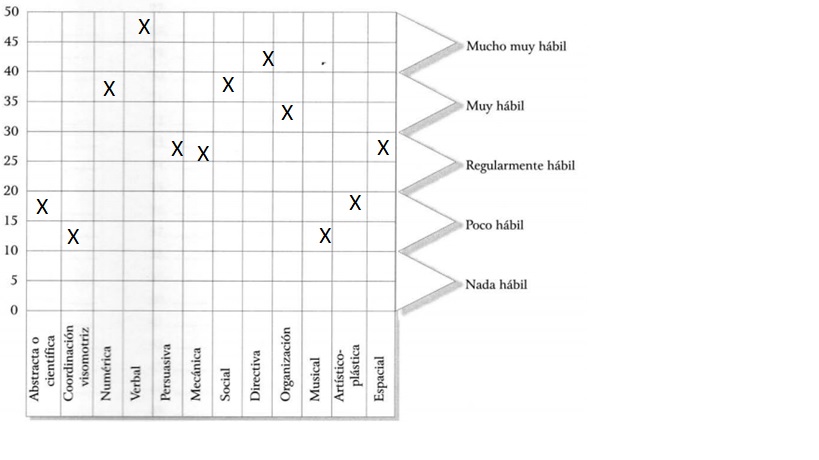 50
45
40
35
30
25
20
15
10
5
0
X
X
X
X
X
X
X
X
X
X
X
X
Mucho muy hábil
Muy hábil
Regularmente hábil
Poco hábil
Nada hábil
Abstracta o
científica
Coordinación
visomotriz
Numérica
Verbal
Persuasiva
Mecánica
Social
Directiva
Organización
Musical
Artístico-
plástica
Espacial